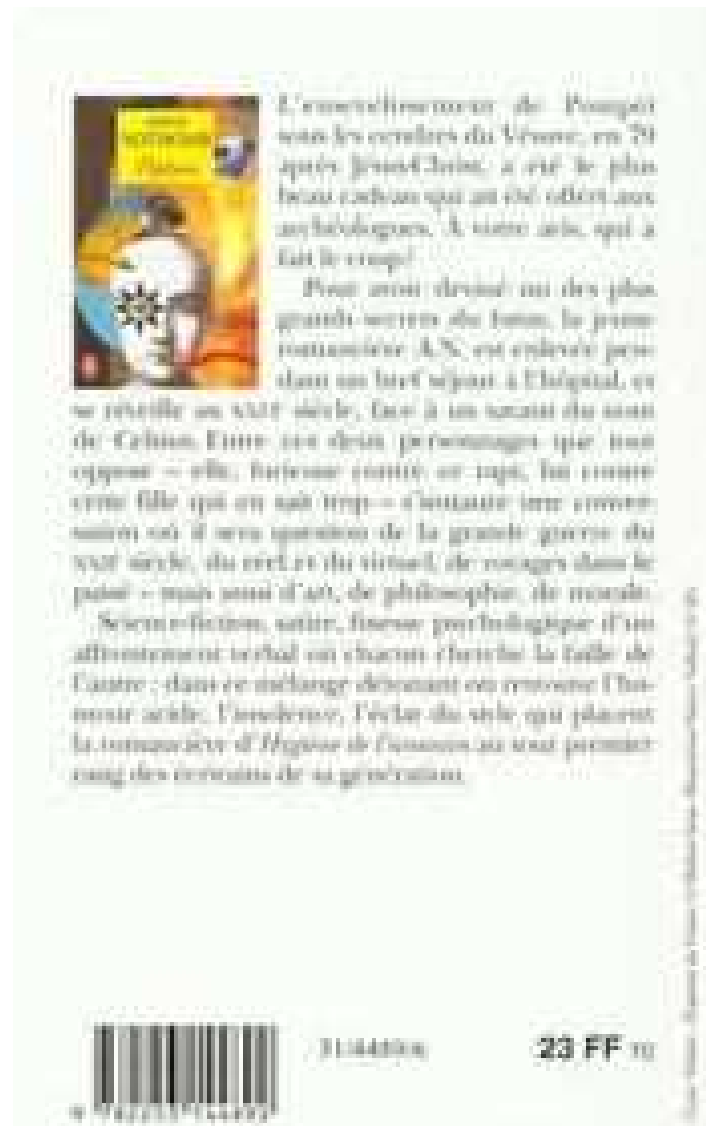 NOTHOMB
L'ensevelissement de Pompéi
sous les cendres du Vésuve, en 79
après Jésus-Christ, a été le plus
beau cadeau qui ait été offert aux
archéologues. À votre avis, qui a
fait le coup?
Pour avoir deviné un des plus
grands secrets du futur, la jeune
romancière A.N. est enlevée pen-
dant un bref séjour à l'hôpital, et
se réveille au siècle, face à un savant du nom
de Celsius. Entre ces deux personnages que tout
oppose – elle, furieuse contre ce rapt, lui contre
cette fille qui en sait trop – s'instaure une conver-
sation où il sera question de la grande guerre du
siècle, du réel et du virtuel, de voyages dans le
passé – mais aussi d'art, de philosophie, de morale.
Science-fiction, satire, finesse psychologique d'un
affrontement verbal où chacun cherche la faille de
l'autre : dans ce mélange détonant on retrouve l'hu-
mour acide, l'insolence, l'éclat du style qui placent
la romancière d'Hygiène de l'assassin au tout premier
rang des écrivains de sa génération.
23 FF